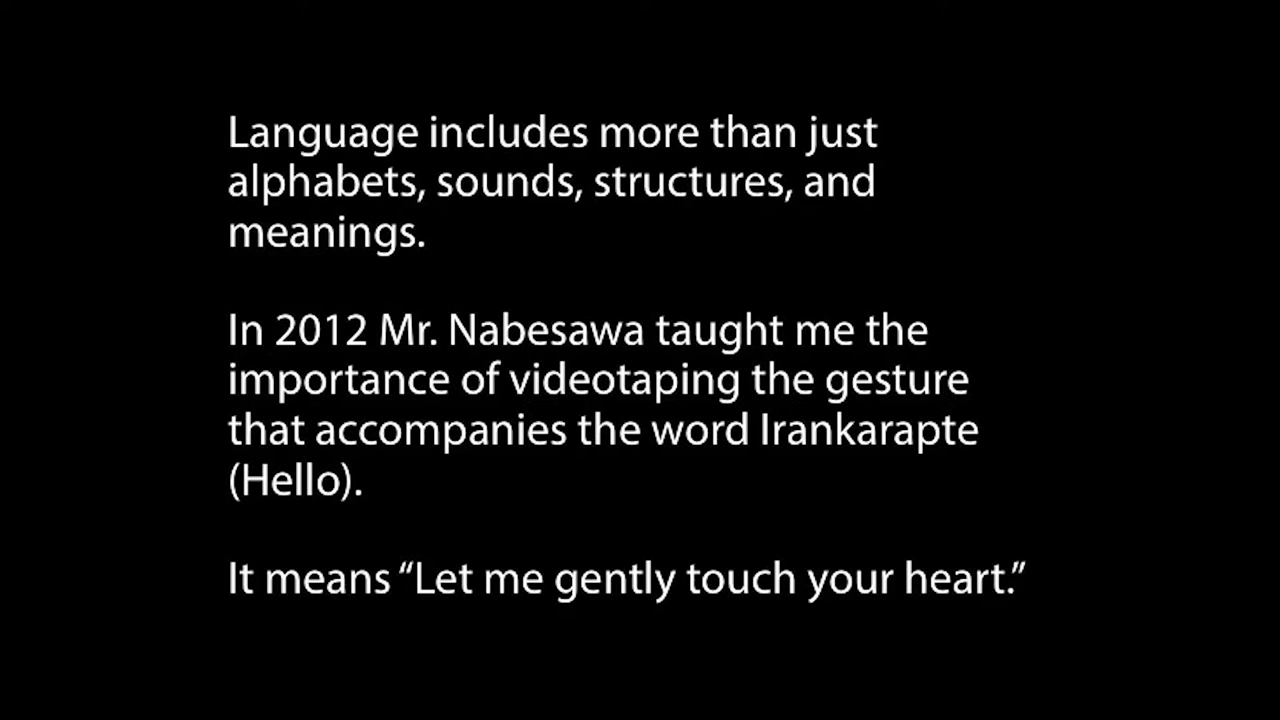 Language includes more than just
alphabets, sounds, structures, and
meanings.
In 2012 Mr. Nabesawa taught me the
importance of videotaping the gesture
that accompanies the word Irankarapte
(Hello).
It means “Let me gently touch your heart.”